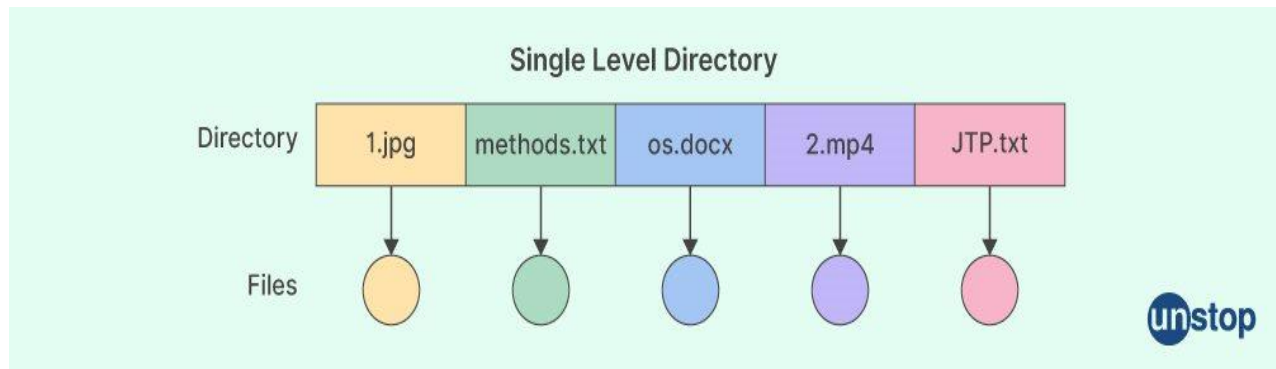 Single Level Directory
Directory 1.jpg methods.txt os.docx 2.mp4 JTP.txt
Files
unstop